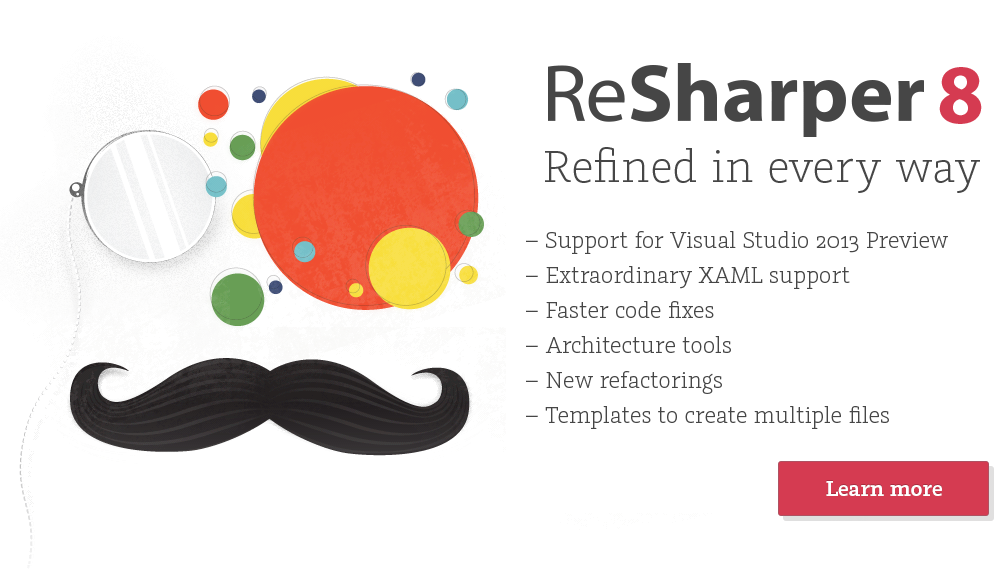 ReSharper 8
Refined in every way
– Support for Visual Studio 2013 Preview
– Extraordinary XAML support
– Faster code fixes
– Architecture tools
– New refactorings
– Templates to create multiple files
Learn more